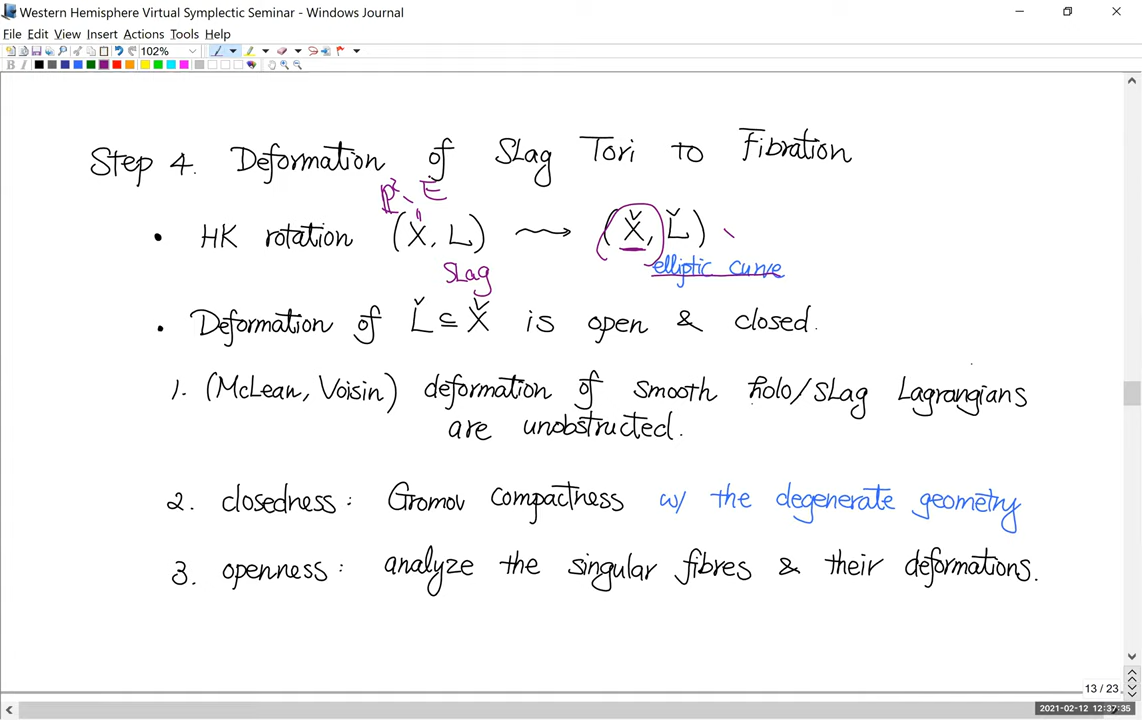 Western Hemisphere Virtual Symplectic Seminar - Windows Journal
File Edit View Insert Actions Tools Help
102%
B I
Step 4. Deformation of SLag Tori to Fibration
P² \ E
• HK rotation (X, L) ⇝ (X̌, Ľ)
SLag elliptic curve
• Deformation of Ľ ⊆ X̌ is open & closed.
1. (McLean, Voisin) deformation of smooth holo/SLag Lagrangians
are unobstructed.
2. closedness: Gromov compactness w/ the degenerate geometry
3. openness: analyze the singular fibres & their deformations.
13 / 23
2021-02-12 12:37:35